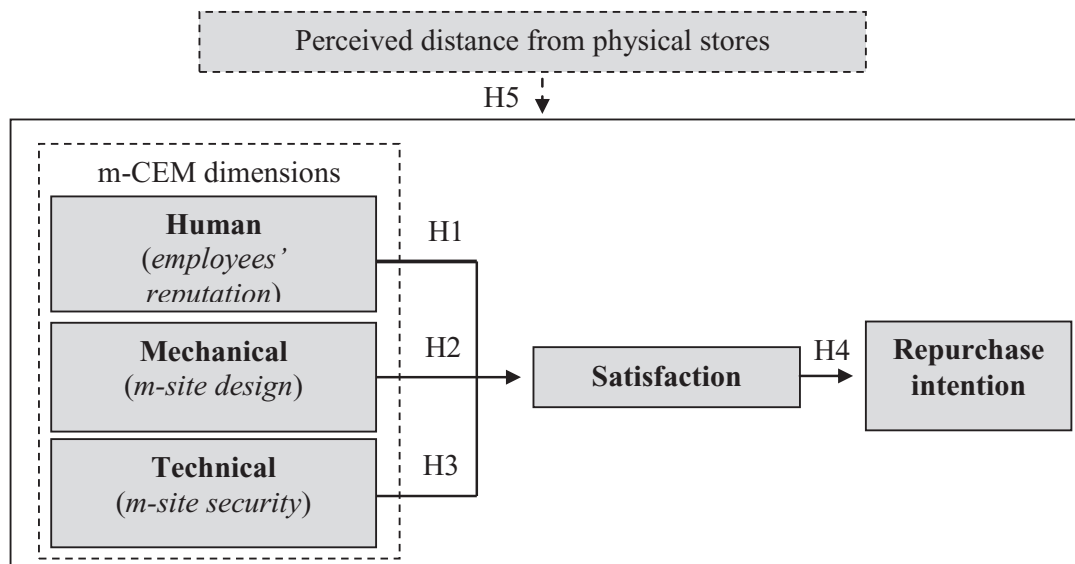 Perceived distance from physical stores
H5
m-CEM dimensions
Human
(employees’
reputation)
H1
Mechanical
(m-site design)
H2
Technical
(m-site security)
H3
Satisfaction
H4
Repurchase
intention